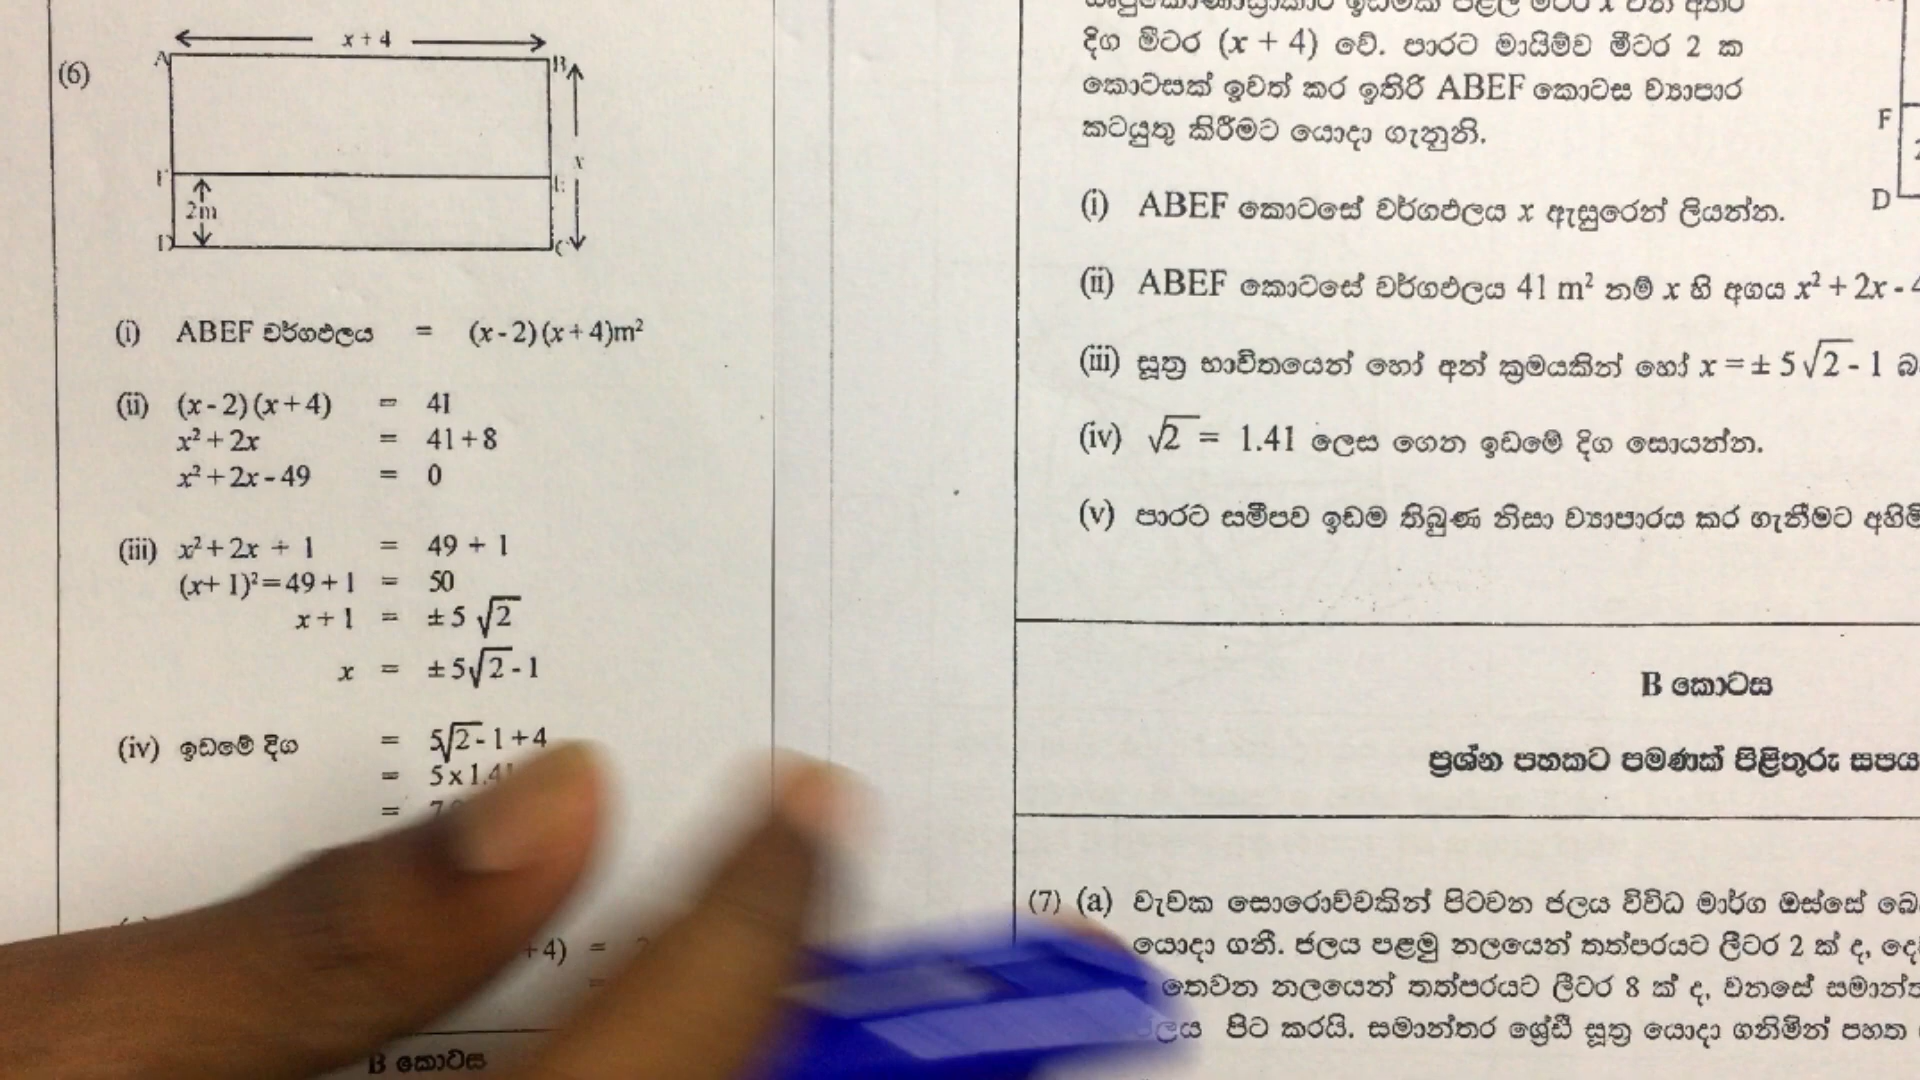 (6)
x + 4
A
B
x
2m
(i) ABEF වර්ගඵලය = (x - 2) (x + 4)m²
(ii) (x - 2) (x + 4) = 41
x² + 2x = 41 + 8
x² + 2x - 49 = 0
(iii) x² + 2x + 1 = 49 + 1
(x + 1)² = 49 + 1 = 50
x + 1 = ± 5 √2
x = ± 5√2 - 1
(iv) ඉඩමේ දිග = 5√2 - 1 + 4
= 5 x 1.41
=
+ 4) =
B කොටස
දිග මීටර (x + 4) වේ. පාරට මායිම්ව මීටර 2 ක
කොටසක් ඉවත් කර ඉතිරි ABEF කොටස ව්‍යාපාර
කටයුතු කිරීමට යොදා ගැනුනි.
F
D
(i) ABEF කොටසේ වර්ගඵලය x ඇසුරෙන් ලියන්න.
(ii) ABEF කොටසේ වර්ගඵලය 41 m² නම් x හි අගය x² + 2x -
(iii) සූත්‍ර භාවිතයෙන් හෝ අන් ක්‍රමයකින් හෝ x = ± 5 √2 - 1
(iv) √2 = 1.41 ලෙස ගෙන ඉඩමේ දිග සොයන්න.
(v) පාරට සමීපව ඉඩම තිබුණ නිසා ව්‍යාපාරය කර ගැනීමට
B කොටස
ප්‍රශ්න පහකට පමණක් පිළිතුරු
(7) (a) වැවක සොරොව්වකින් පිටවන ජලය විවිධ මාර්ග ඔස්සේ
යොදා ගනී. ජලය පළමු නලයෙන් තත්පරයට ලීටර 2 ක් ද,
තෙවන නලයෙන් තත්පරයට ලීටර 8 ක් ද, වනසේ
පිට කරයි. සමාන්තර ශ්‍රේඪී සූත්‍ර යොදා ගනිමින් පහත